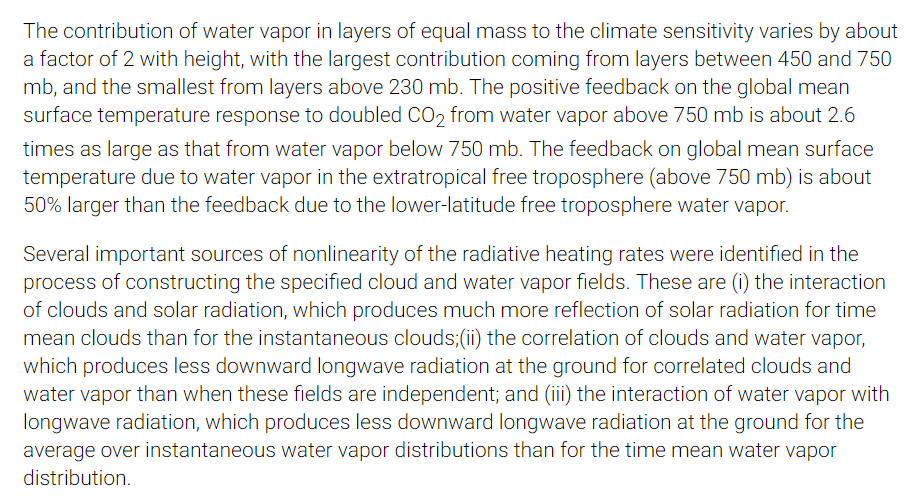 The contribution of water vapor in layers of equal mass to the climate sensitivity varies by about
a factor of 2 with height, with the largest contribution coming from layers between 450 and 750
mb, and the smallest from layers above 230 mb. The positive feedback on the global mean
surface temperature response to doubled CO₂ from water vapor above 750 mb is about 2.6
times as large as that from water vapor below 750 mb. The feedback on global mean surface
temperature due to water vapor in the extratropical free troposphere (above 750 mb) is about
50% larger than the feedback due to the lower-latitude free troposphere water vapor.
Several important sources of nonlinearity of the radiative heating rates were identified in the
process of constructing the specified cloud and water vapor fields. These are (i) the interaction
of clouds and solar radiation, which produces much more reflection of solar radiation for time
mean clouds than for the instantaneous clouds;(ii) the correlation of clouds and water vapor,
which produces less downward longwave radiation at the ground for correlated clouds and
water vapor than when these fields are independent; and (iii) the interaction of water vapor with
longwave radiation, which produces less downward longwave radiation at the ground for the
average over instantaneous water vapor distributions than for the time mean water vapor
distribution.